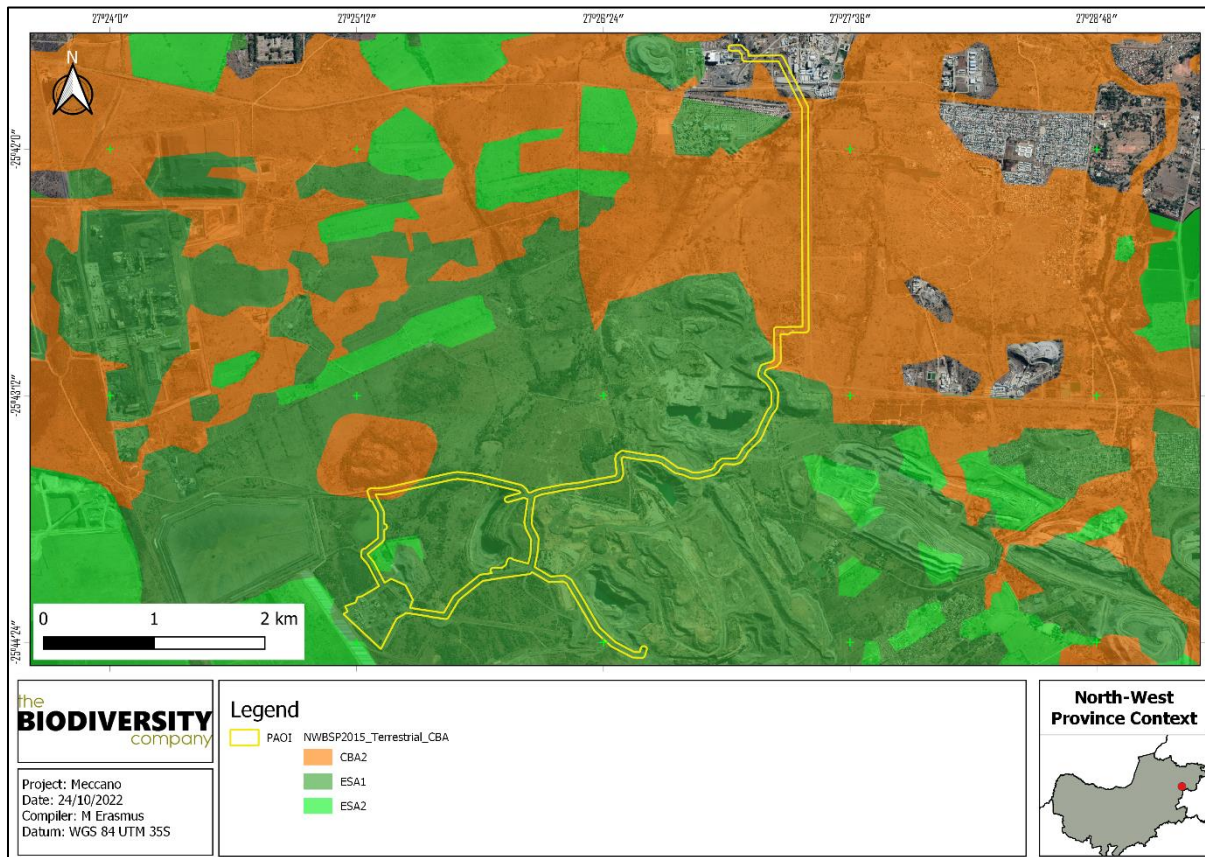 27°24'0"
27°25'12"
27°26'24"
27°27'36"
27°28'48"
N
-25°42'0"
-25°43'12"
-25°44'24"
0 1 2 km
the
BIODIVERSITY
company
Project: Meccano
Date: 24/10/2022
Compiler: M Erasmus
Datum: WGS 84 UTM 35S
Legend
PAOI NWBSP2015_Terrestrial_CBA
CBA2
ESA1
ESA2
North-West
Province Context